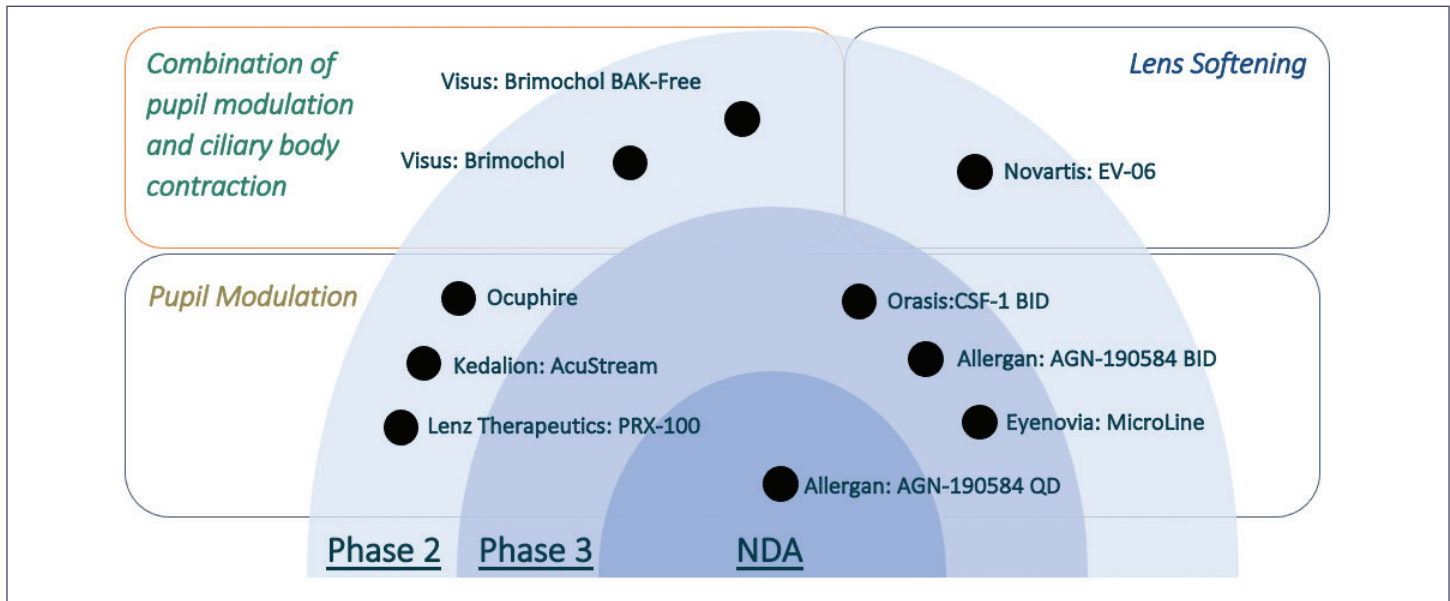 Combination of
pupil modulation
and ciliary body
contraction
Visus: Brimochol BAK-Free
Visus: Brimochol
Lens Softening
Novartis: EV-06
Pupil Modulation
Ocuphire
Kedalion: AcuStream
Lenz Therapeutics: PRX-100
Orasis:CSF-1 BID
Allergan: AGN-190584 BID
Eyenovia: MicroLine
Allergan: AGN-190584 QD
Phase 2
Phase 3
NDA